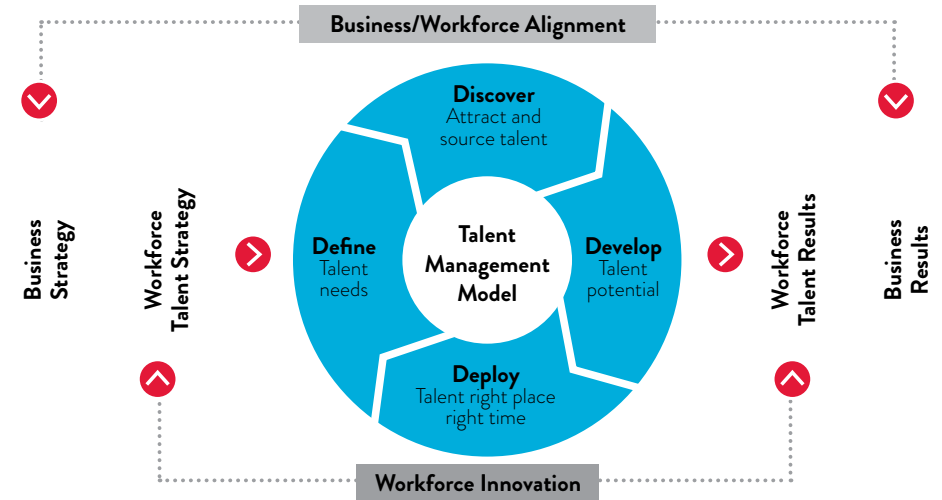 Business/Workforce Alignment
Business
Strategy
Workforce
Talent Strategy
Discover
Attract and
source talent
Define
Talent
needs
Talent
Management
Model
Develop
Talent
potential
Deploy
Talent right place
right time
Workforce
Talent Results
Business
Results
Workforce Innovation